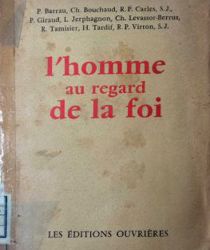 P. Barrau, Ch. Bouchaud, R. P. Carles, S.J.,
P. Giraud, L. Jerphagnon, Ch. Levassor-Berrus,
R. Tamisier, H. Tardif, R. P. Virton, S.J.
l'homme
au regard
de la foi
LES ÉDITIONS OUVRIÈRES